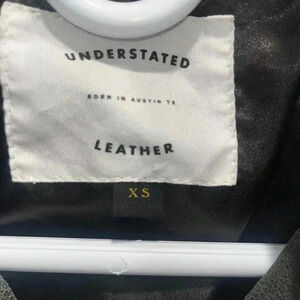 UNDERSTATED
BORN IN AUSTIN TX
LEATHER
XS